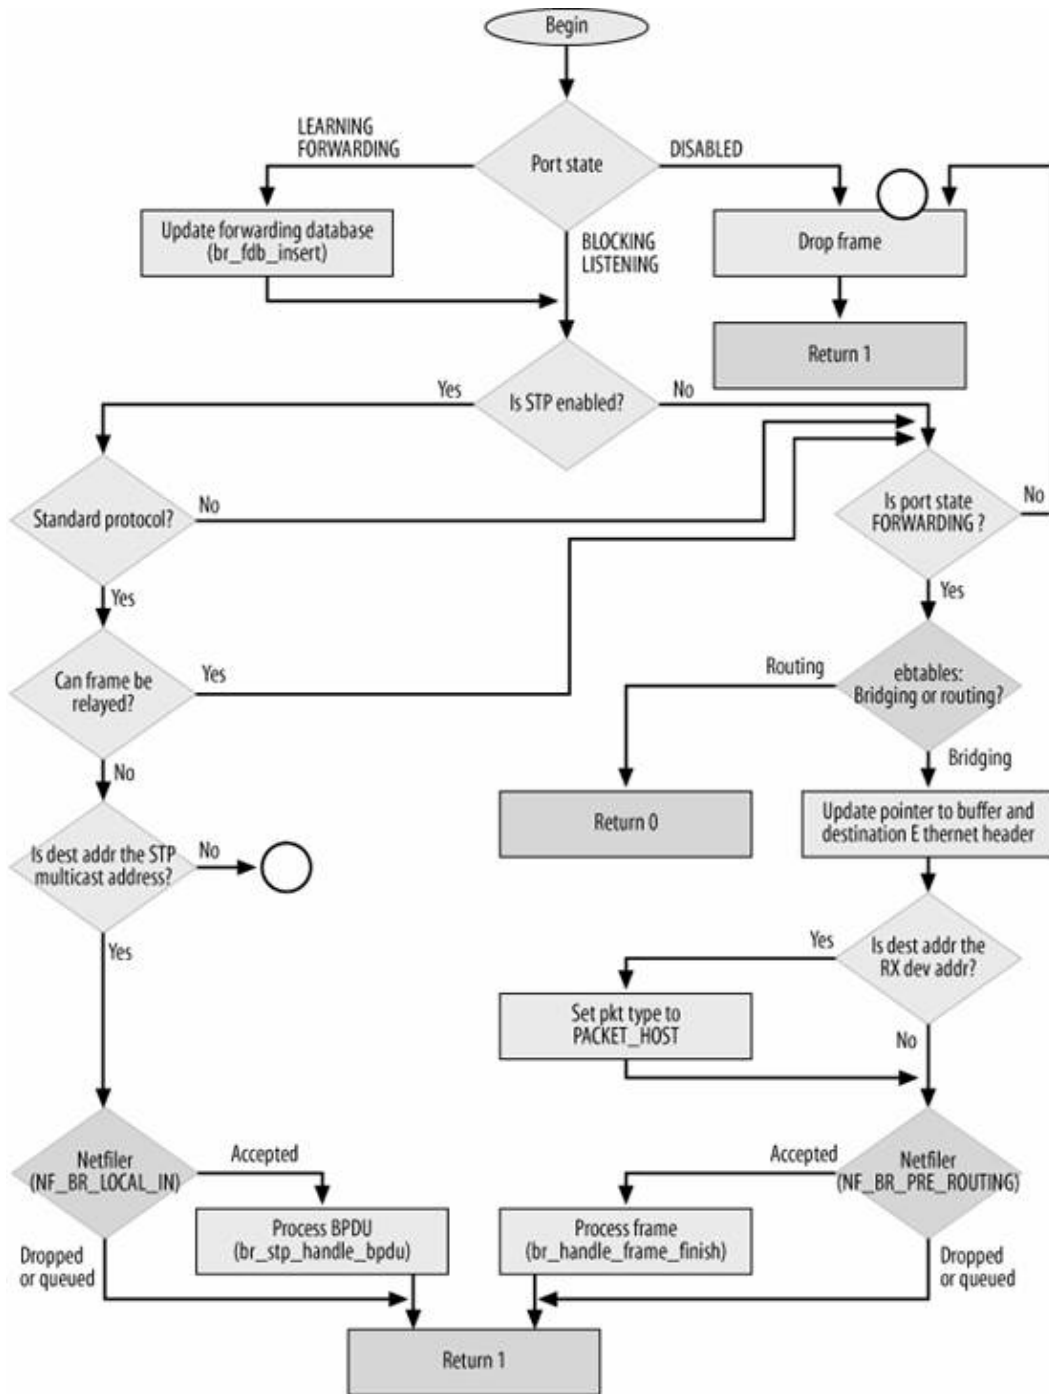 Begin
LEARNING
FORWARDING
Port state
DISABLED
Update forwarding database
(br_fdb_insert)
BLOCKING
LISTENING
Drop frame
Return 1
Yes
Is STP enabled?
No
Standard protocol?
No
Is port state
FORWARDING ?
No
Yes
Yes
Can frame be
relayed?
Yes
Routing
ebtables:
Bridging or routing?
No
Bridging
Return 0
Update pointer to buffer and
destination E thernet header
Is dest addr the STP
multicast address?
No
Yes
Yes
Is dest addr the
RX dev addr?
Set pkt type to
PACKET_HOST
No
Netfiler
(NF_BR_LOCAL_IN)
Accepted
Accepted
Netfiler
(NF_BR_PRE_ROUTING)
Process BPDU
(br_stp_handle_bpdu)
Process frame
(br_handle_frame_finish)
Dropped
or queued
Dropped
or queued
Return 1